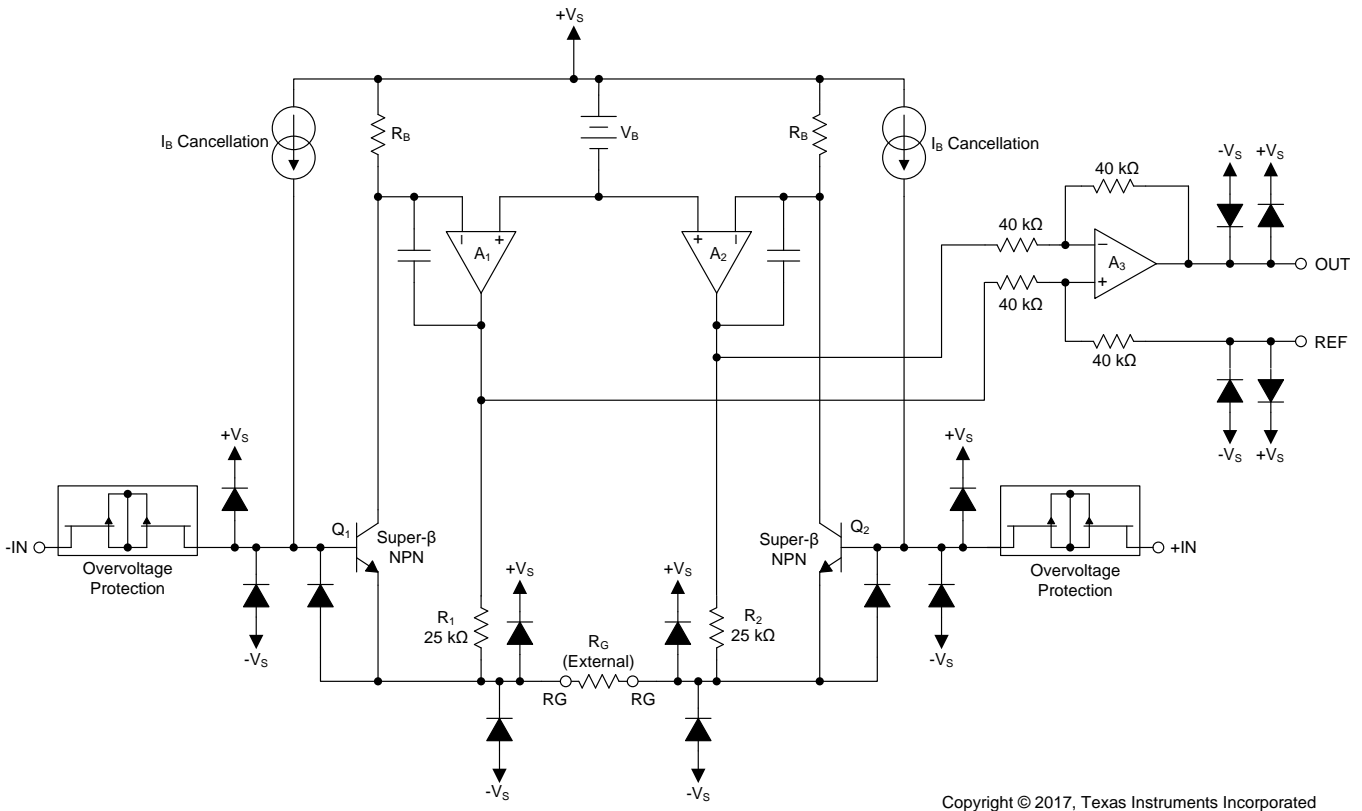 +VS
IB Cancellation
RB
VB
RB
IB Cancellation
-VS
+VS
40 kΩ
40 kΩ
–
+
A1
+
–
A2
–
+
A3
OUT
40 kΩ
40 kΩ
REF
+VS
-VS
+VS
+VS
-IN
Overvoltage
Protection
Q1
Super-β
NPN
Q2
Super-β
NPN
+IN
Overvoltage
Protection
-VS
+VS
+VS
-VS
R1
25 kΩ
RG
(External)
R2
25 kΩ
RG
RG
-VS
-VS
Copyright © 2017, Texas Instruments Incorporated